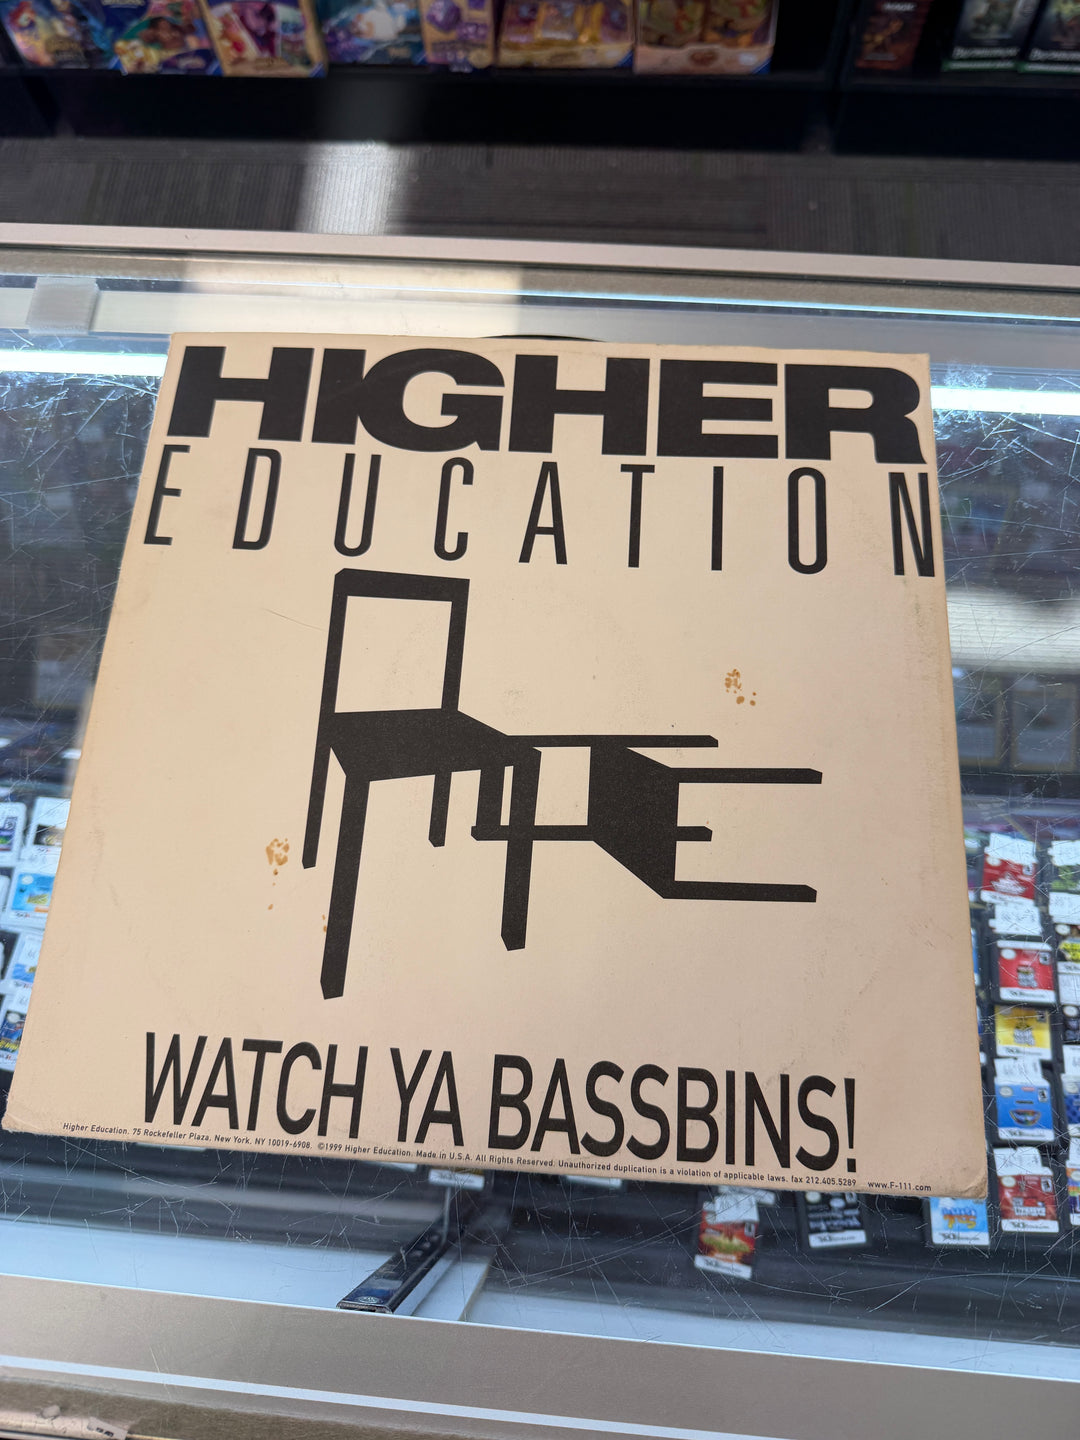 HIGHER
EDUCATION
WATCH YA BASSBINS!
Higher Education. 75 Rockefeller Plaza. New York. NY 10019-6908. ©1999 Higher Education. Made in U.S.A. All Rights Reserved. Unauthorized duplication is a violation of applicable laws. fax 212.405.5289 www.F-111.com